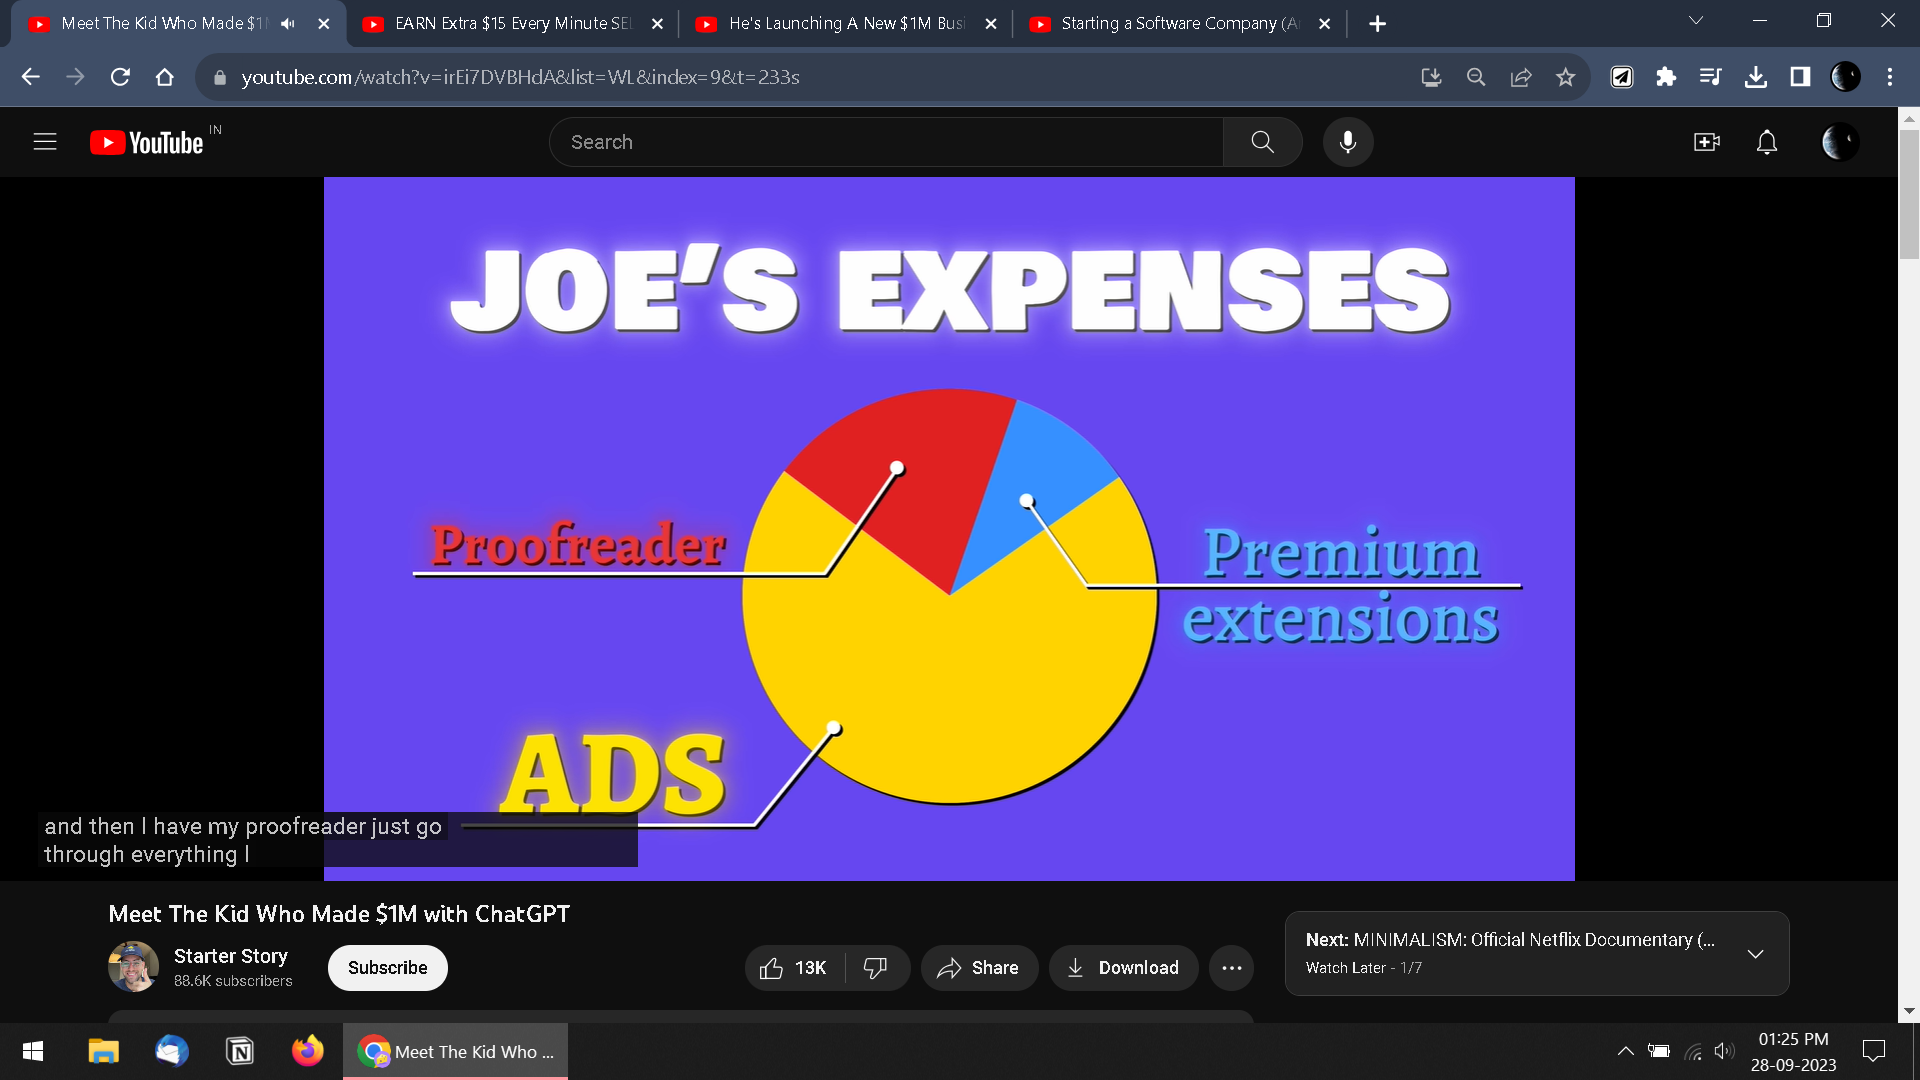 Meet The Kid Who Made $1M
EARN Extra $15 Every Minute SEL
He's Launching A New $1M Busi
Starting a Software Company (A
youtube.com/watch?v=irEi7DVBHdA&list=WL&index=9&t=233s
YouTube IN
Search
JOE'S EXPENSES
Proofreader
Premium
extensions
ADS
and then I have my proofreader just go
through everything I
Meet The Kid Who Made $1M with ChatGPT
Starter Story
88.6K subscribers
Subscribe
13K
Share
Download
Next: MINIMALISM: Official Netflix Documentary (...
Watch Later - 1/7
Meet The Kid Who ...
01:25 PM
28-09-2023